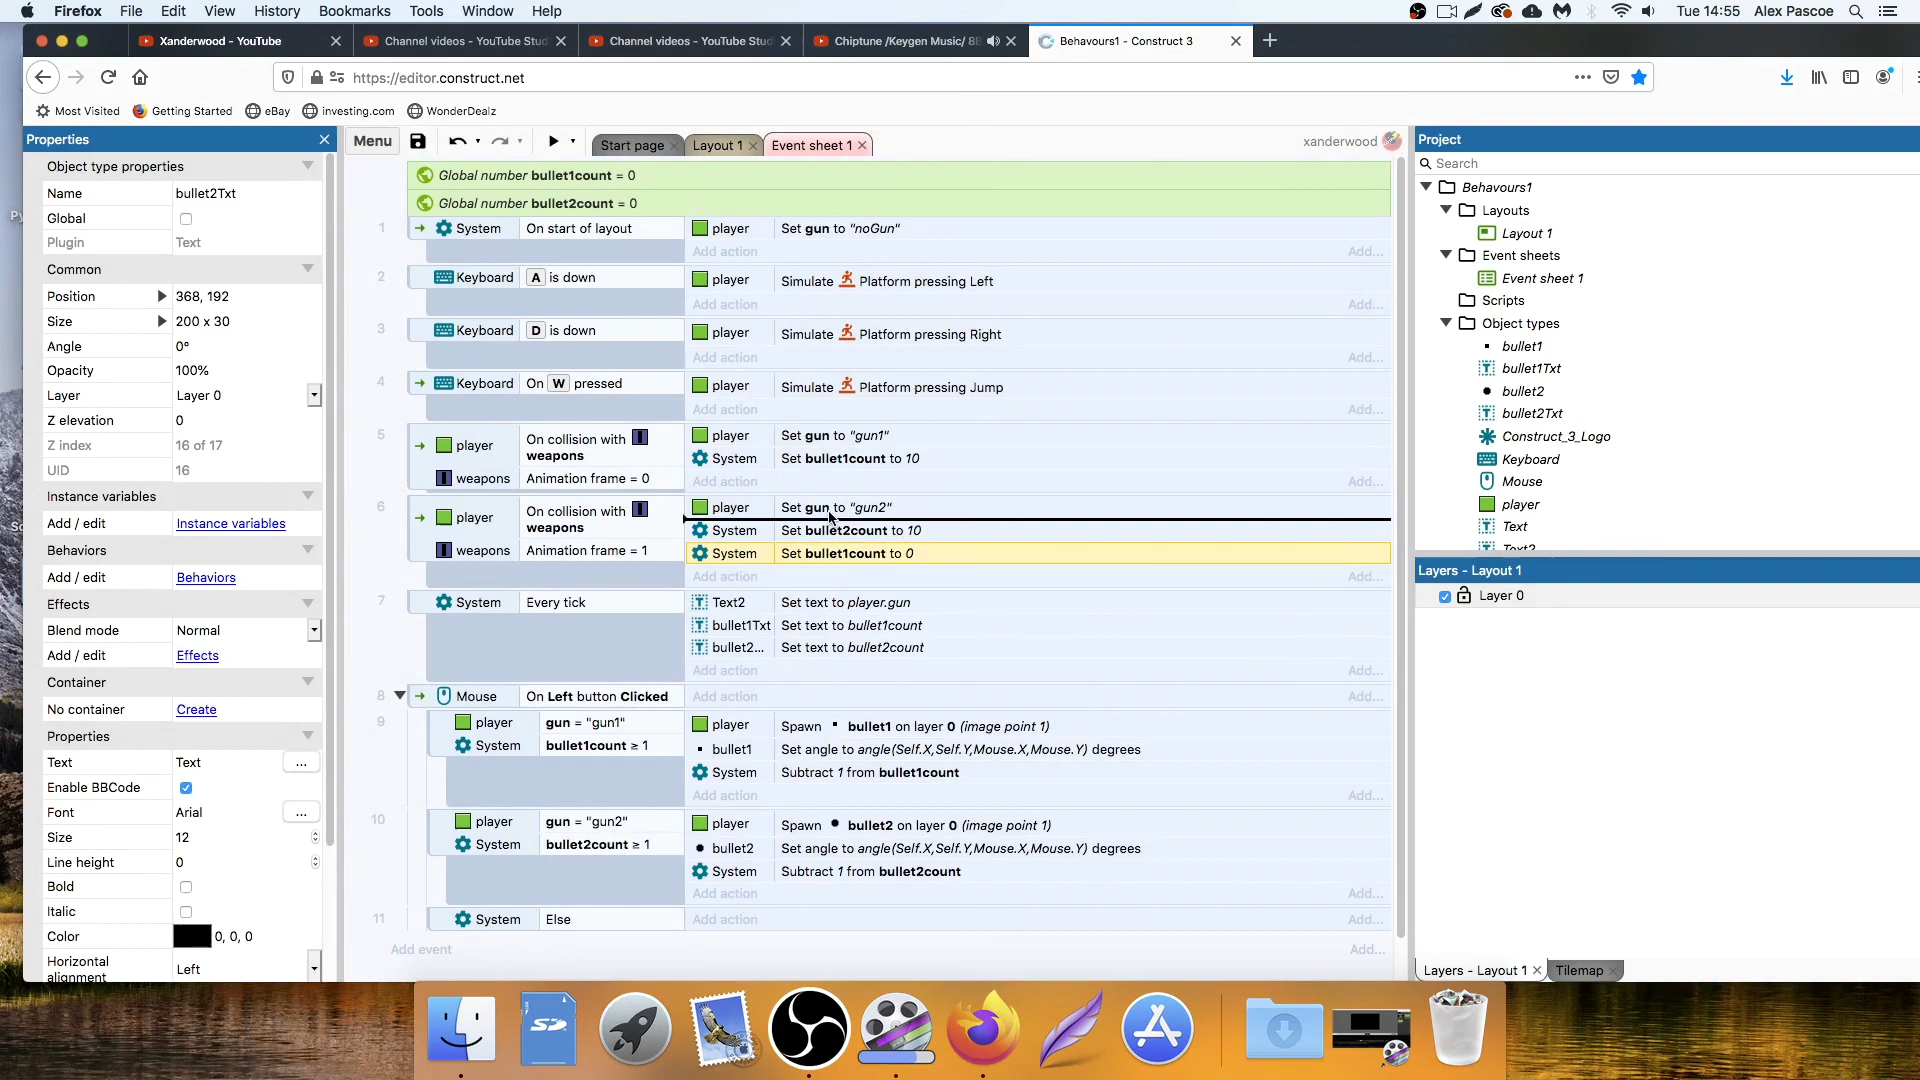 Firefox File Edit View History Bookmarks Tools Window Help Tue 14:55 Alex Pascoe
Xanderwood - YouTube
Channel videos - YouTube Stud
Channel videos - YouTube Stud
Chiptune /Keygen Music/ 8B
Behavours1 - Construct 3
https://editor.construct.net
Most Visited Getting Started eBay investing.com WonderDealz
Properties
Object type properties
Name bullet2Txt
Global
Plugin Text
Common
Position 368, 192
Size 200 x 30
Angle 0°
Opacity 100%
Layer Layer 0
Z elevation 0
Z index 16 of 17
UID 16
Instance variables
Add / edit Instance variables
Behaviors
Add / edit Behaviors
Effects
Blend mode Normal
Add / edit Effects
Container
No container Create
Properties
Text Text ...
Enable BBCode
Font Arial ...
Size 12
Line height 0
Bold
Italic
Color 0, 0, 0
Horizontal alignment Left
Menu Start page Layout 1 Event sheet 1 xanderwood
Global number bullet1count = 0
Global number bullet2count = 0
1 System On start of layout player Set gun to "noGun"
Add action Add...
2 Keyboard A is down player Simulate Platform pressing Left
Add action Add...
3 Keyboard D is down player Simulate Platform pressing Right
Add action Add...
4 Keyboard On W pressed player Simulate Platform pressing Jump
Add action Add...
5 player On collision with weapons player Set gun to "gun1"
System Set bullet1count to 10
weapons Animation frame = 0 Add action Add...
6 player On collision with weapons player Set gun to "gun2"
System Set bullet2count to 10
weapons Animation frame = 1 System Set bullet1count to 0
Add action Add...
7 System Every tick Text2 Set text to player.gun
bullet1Txt Set text to bullet1count
bullet2... Set text to bullet2count
Add action Add...
8 Mouse On Left button Clicked Add action Add...
9 player gun = "gun1" player Spawn bullet1 on layer 0 (image point 1)
System bullet1count ≥ 1 bullet1 Set angle to angle(Self.X,Self.Y,Mouse.X,Mouse.Y) degrees
System Subtract 1 from bullet1count
Add action Add...
10 player gun = "gun2" player Spawn bullet2 on layer 0 (image point 1)
System bullet2count ≥ 1 bullet2 Set angle to angle(Self.X,Self.Y,Mouse.X,Mouse.Y) degrees
System Subtract 1 from bullet2count
Add action Add...
11 System Else Add action Add...
Add event Add...
Project
Search
Behavours1
Layouts
Layout 1
Event sheets
Event sheet 1
Scripts
Object types
bullet1
bullet1Txt
bullet2
bullet2Txt
Construct_3_Logo
Keyboard
Mouse
player
Text
Text2
Layers - Layout 1
Layer 0
Layers - Layout 1 Tilemap
SD